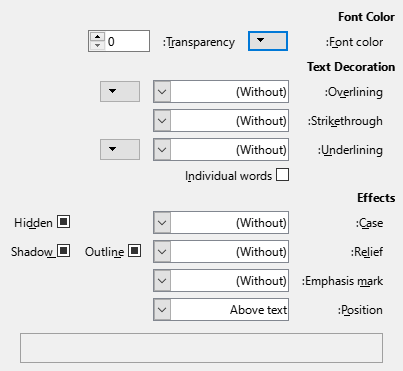 Font Color
:Font color   :Transparency 0
Text Decoration
:Overlining (Without)
:Strikethrough (Without)
:Underlining (Without)
Individual words
Effects
:Case (Without) Hidden
:Relief (Without) Outline Shadow
:Emphasis mark (Without)
:Position Above text